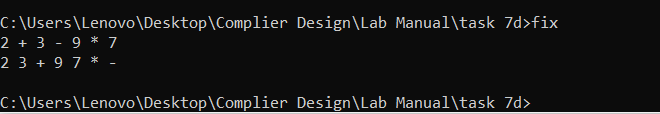 C:\Users\Lenovo\Desktop\Complier Design\Lab Manual\task 7d>fix
2 + 3 - 9 * 7
2 3 + 9 7 * -
C:\Users\Lenovo\Desktop\Complier Design\Lab Manual\task 7d>